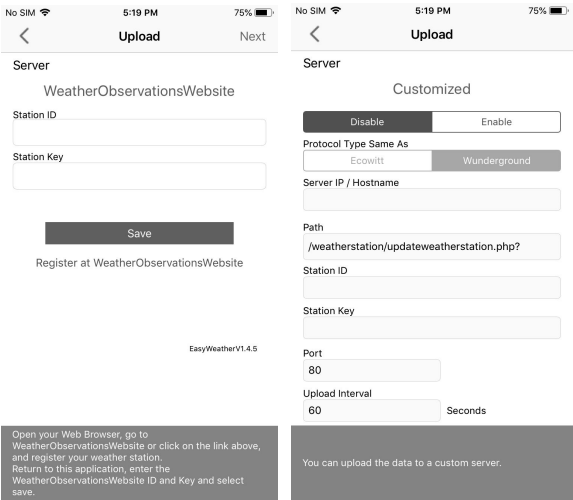 No SIM 5:19 PM 75%
Upload Next
Server
WeatherObservationsWebsite
Station ID
Station Key
Save
Register at WeatherObservationsWebsite
EasyWeatherV1.4.5
Open your Web Browser, go to
WeatherObservationsWebsite or click on the link above,
and register your weather station.
Return to this application, enter the
WeatherObservationsWebsite ID and Key and select
save.
No SIM 5:19 PM 75%
Upload
Server
Customized
Disable Enable
Protocol Type Same As
Ecowitt Wunderground
Server IP / Hostname
Path
/weatherstation/updateweatherstation.php?
Station ID
Station Key
Port
80
Upload Interval
60 Seconds
You can upload the data to a custom server.